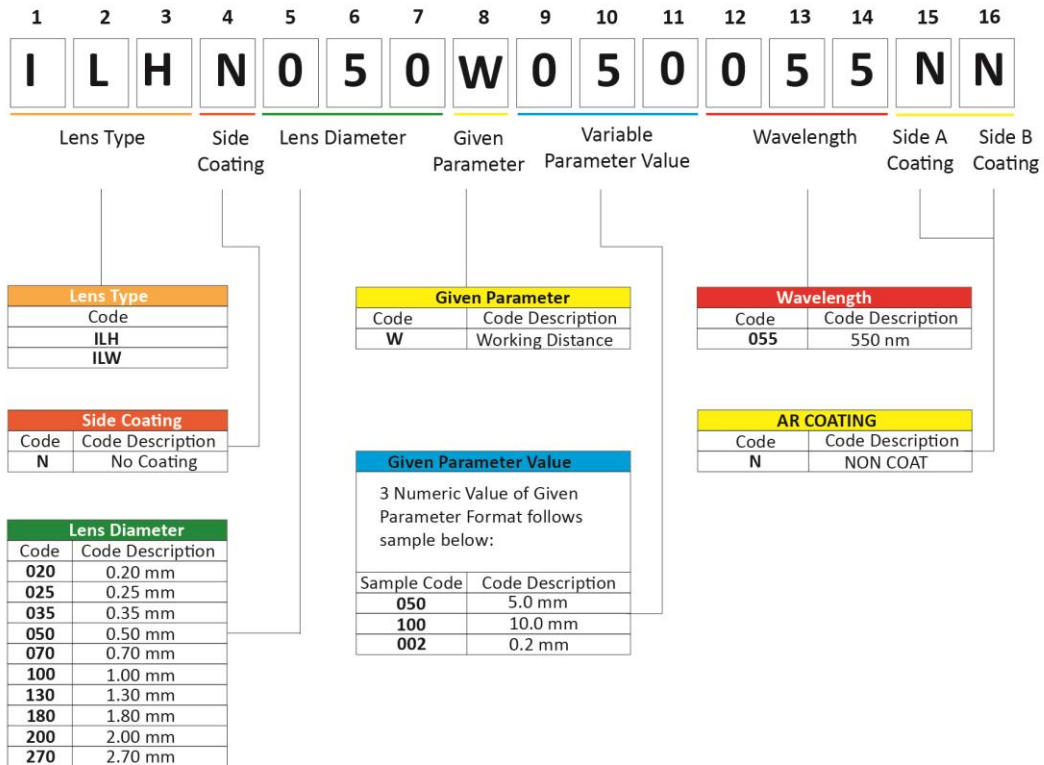 1 2 3 4 5 6 7 8 9 10 11 12 13 14 15 16
I L H N 0 5 0 W 0 5 0 0 5 5 N N
Lens Type
Side
Coating
Lens Diameter
Given
Parameter
Variable
Parameter Value
Wavelength
Side A
Coating
Side B
Coating
Lens Type
Code
ILH
ILW
Side Coating
Code Code Description
N No Coating
Lens Diameter
Code Code Description
020 0.20 mm
025 0.25 mm
035 0.35 mm
050 0.50 mm
070 0.70 mm
100 1.00 mm
130 1.30 mm
180 1.80 mm
200 2.00 mm
270 2.70 mm
Given Parameter
Code Code Description
W Working Distance
Given Parameter Value
3 Numeric Value of Given
Parameter Format follows
sample below:
Sample Code Code Description
050 5.0 mm
100 10.0 mm
002 0.2 mm
Wavelength
Code Code Description
055 550 nm
AR COATING
Code Code Description
N NON COAT